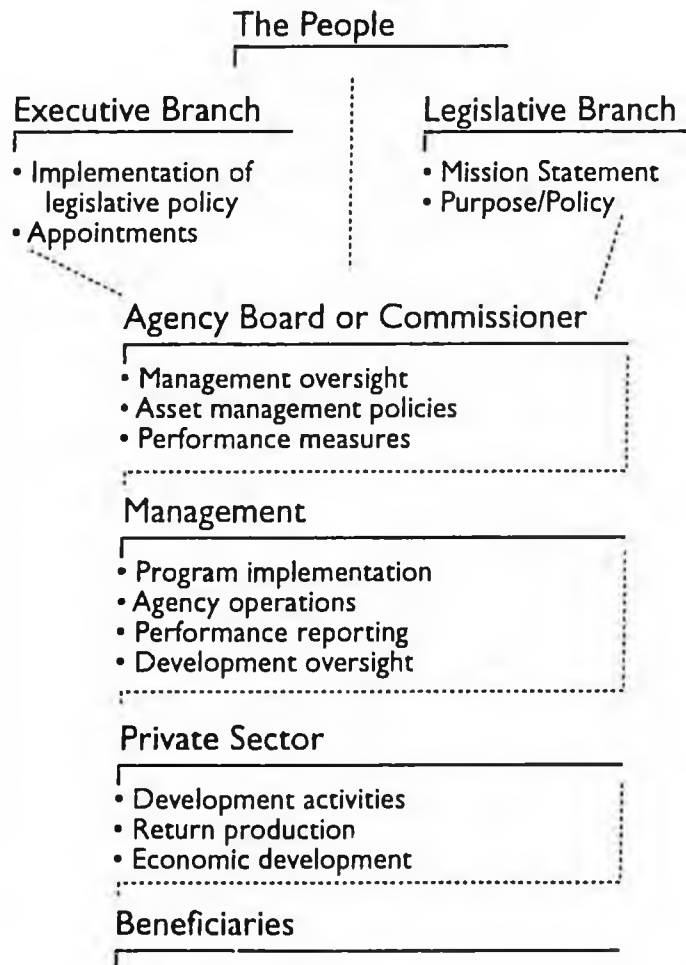 The People
Executive Branch
• Implementation of
legislative policy
• Appointments
Legislative Branch
• Mission Statement
• Purpose/Policy
Agency Board or Commissioner
• Management oversight
• Asset management policies
• Performance measures
Management
• Program implementation
• Agency operations
• Performance reporting
• Development oversight
Private Sector
• Development activities
• Return production
• Economic development
Beneficiaries